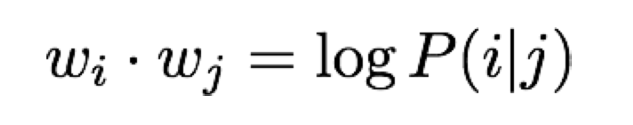 w_i · w_j = log P(i|j)